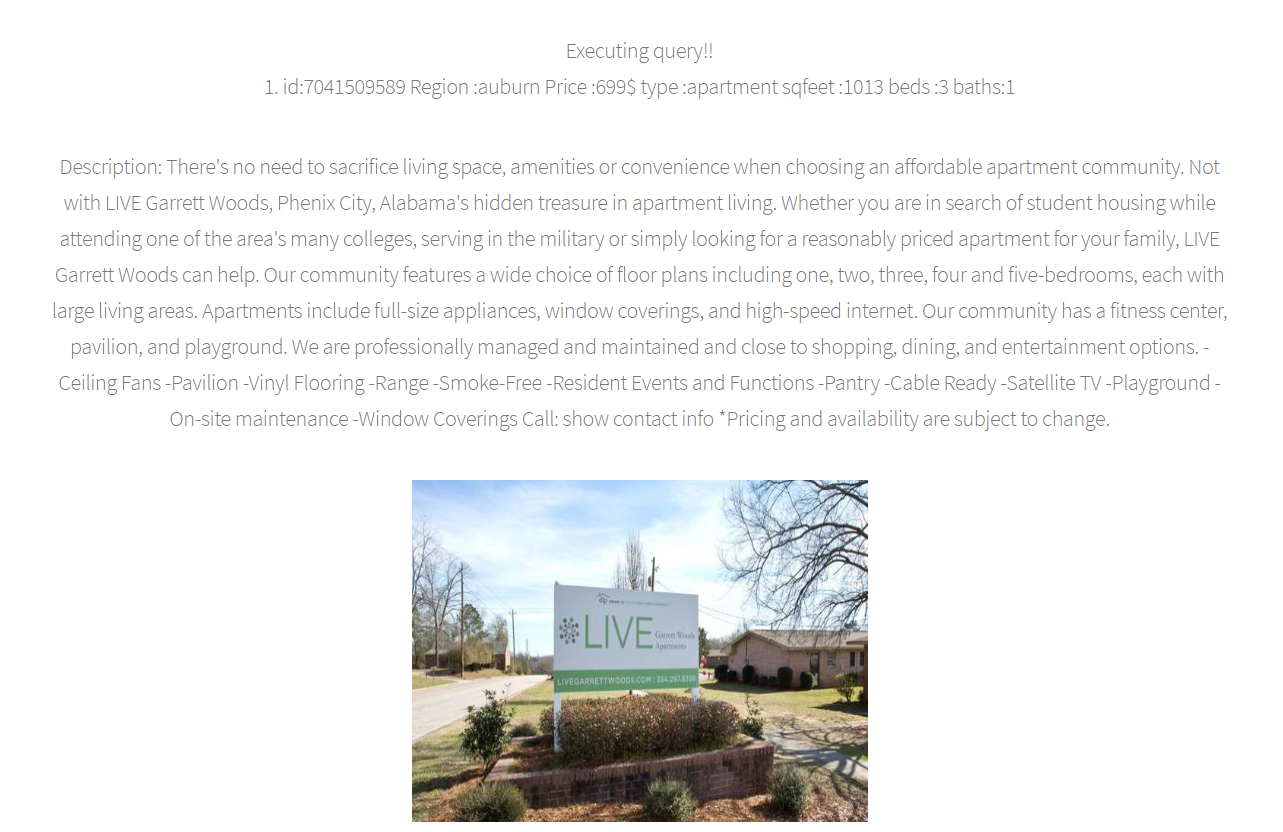 Executing query!!
1. id:7041509589 Region :auburn Price :699$ type :apartment sqfeet :1013 beds :3 baths:1
Description: There's no need to sacrifice living space, amenities or convenience when choosing an affordable apartment community. Not
with LIVE Garrett Woods, Phenix City, Alabama's hidden treasure in apartment living. Whether you are in search of student housing while
attending one of the area's many colleges, serving in the military or simply looking for a reasonably priced apartment for your family, LIVE
Garrett Woods can help. Our community features a wide choice of floor plans including one, two, three, four and five-bedrooms, each with
large living areas. Apartments include full-size appliances, window coverings, and high-speed internet. Our community has a fitness center,
pavilion, and playground. We are professionally managed and maintained and close to shopping, dining, and entertainment options. -
Ceiling Fans -Pavilion -Vinyl Flooring -Range -Smoke-Free -Resident Events and Functions -Pantry -Cable Ready -Satellite TV -Playground -
On-site maintenance -Window Coverings Call: show contact info *Pricing and availability are subject to change.
LIVE
Garrett Woods
Apartments
LIVEGARRETTWOODS.COM | 334.297.6396